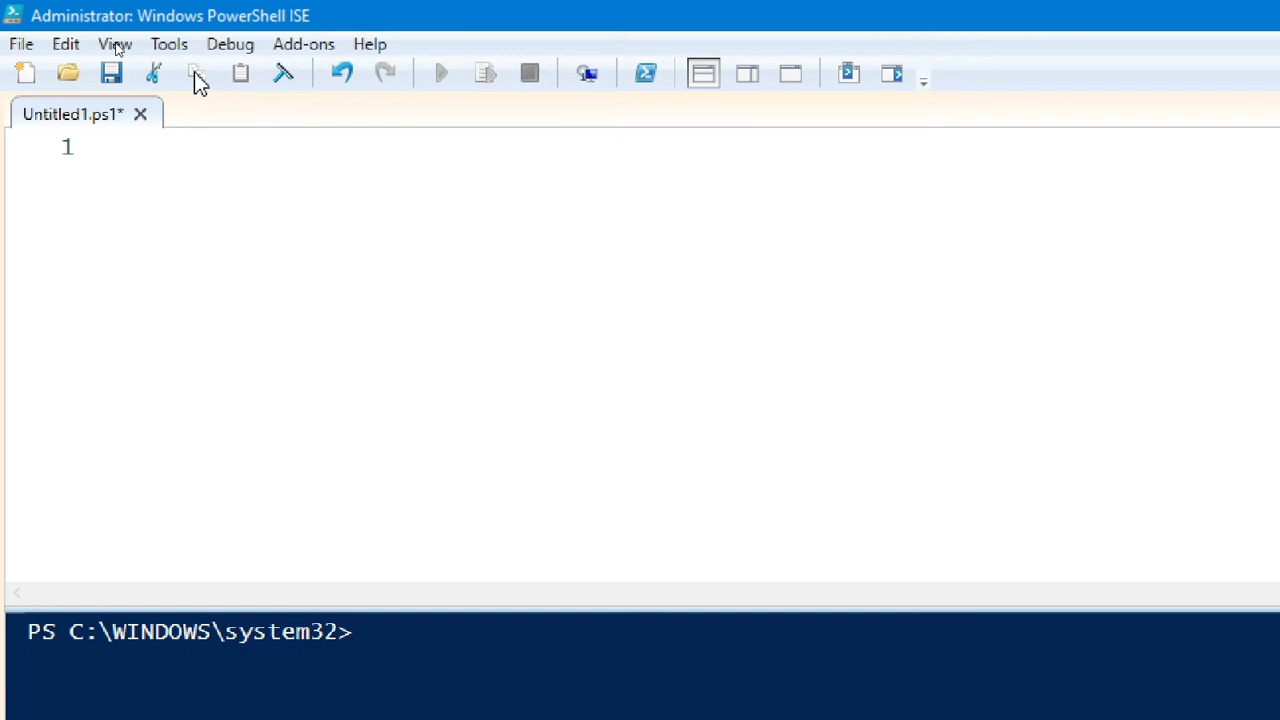 Administrator: Windows PowerShell ISE
File Edit View Tools Debug Add-ons Help
Untitled1.ps1*
1
PS C:\WINDOWS\system32>